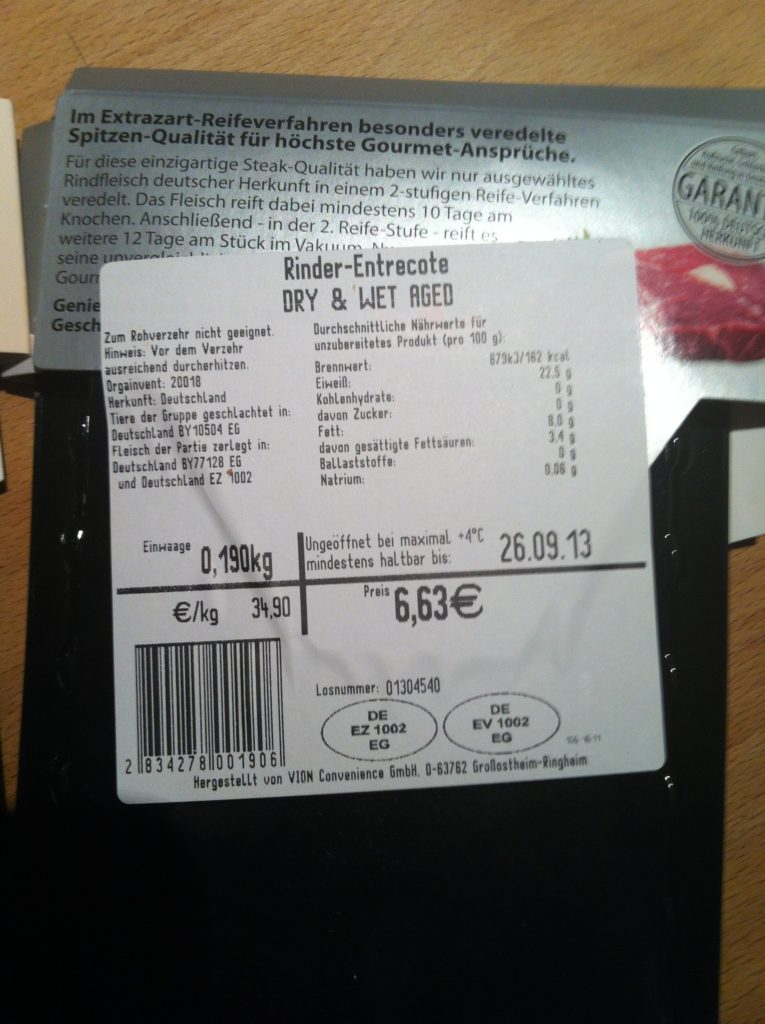 Im Extrazart-Reifeverfahren besonders veredelte
Spitzen-Qualität für höchste Gourmet-Ansprüche.
Für diese einzigartige Steak-Qualität haben wir nur ausgewähltes
Rindfleisch deutscher Herkunft in einem 2-stufigen Reife-Verfahren
veredelt. Das Fleisch reift dabei mindestens 10 Tage am
Knochen. Anschließend - in der 2. Reife-Stufe - reift es
weitere 12 Tage am Stück im Vakuum.
seine
Gour
Genie
Gesch
GARANT
HERKUNFT
Rinder-Entrecote
DRY & WET AGED
Zum Rohverzehr nicht geeignet.
Hinweis: Vor dem Verzehr
ausreichend durcherhitzen.
Orgainvent: 20018
Herkunft: Deutschland
Tiere der Gruppe geschlachtet in:
Deutschland BY10504 EG
Fleisch der Partie zerlegt in:
Deutschland BY77128 EG
und Deutschland EZ 1002
Durchschnittliche Nährwerte für
unzubereitetes Produkt (pro 100 g):
Brennwert: 679kJ/162 kcal
Eiweiß: 22,5 g
Kohlenhydrate: 0 g
davon Zucker: 0 g
Fett: 8,0 g
davon gesättigte Fettsäuren: 3,4 g
Ballaststoffe: 0 g
Natrium: 0,08 g
Einwaage 0,190kg
Ungeöffnet bei maximal +4°C
mindestens haltbar bis: 26.09.13
€/kg 34,90
Preis 6,63€
Losnummer: 01304540
DE
EZ 1002
EG
DE
EV 1002
EG
2 834278 001906
Hergestellt von VION Convenience GmbH, D-63762 Großostheim-Ringheim